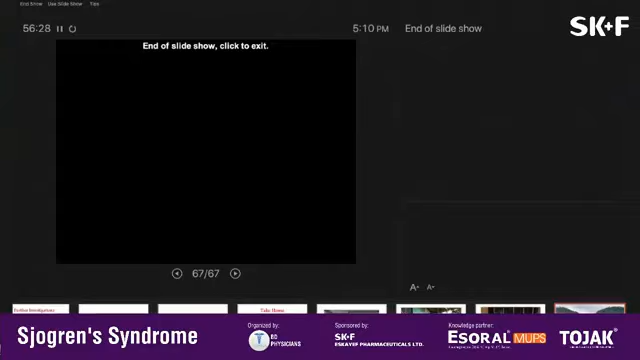 End Show Use Slide Show Tips
56:28
5:10 PM
End of slide show
SK+F
End of slide show, click to exit.
67/67
A+ A-
Take Home
Sjogren's Syndrome
Organized by:
BD
PHYSICIANS
Sponsored by:
SK+F
ESKAYEF PHARMACEUTICALS LTD.
Knowledge partner:
ESORAL MUPS
TOJAK